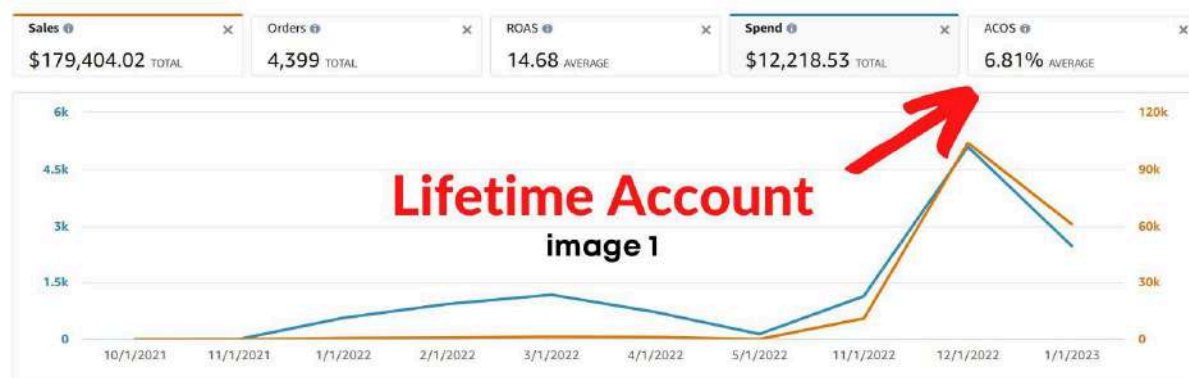 Sales Orders ROAS Spend ACOS
$179,404.02 TOTAL 4,399 TOTAL 14.68 AVERAGE $12,218.53 TOTAL 6.81% AVERAGE
6k 120k
4.5k 90k
Lifetime Account
3k 60k
image 1
1.5k 30k
0 0
10/1/2021 11/1/2021 1/1/2022 2/1/2022 3/1/2022 4/1/2022 5/1/2022 11/1/2022 12/1/2022 1/1/2023